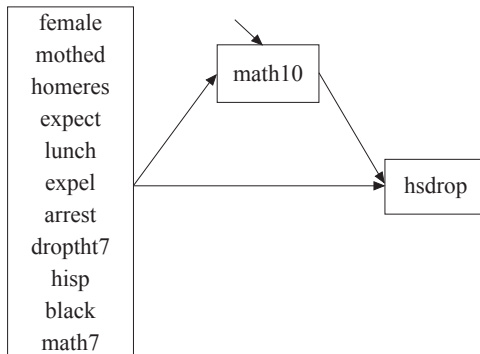 female
mothed
homeres
expect
lunch
expel
arrest
droptht7
hisp
black
math7
math10
hsdrop